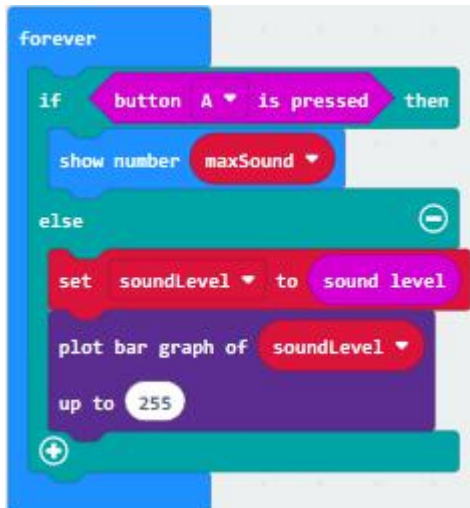 forever
if button A is pressed then
show number maxSound
else
set soundLevel to sound level
plot bar graph of soundLevel
up to 255